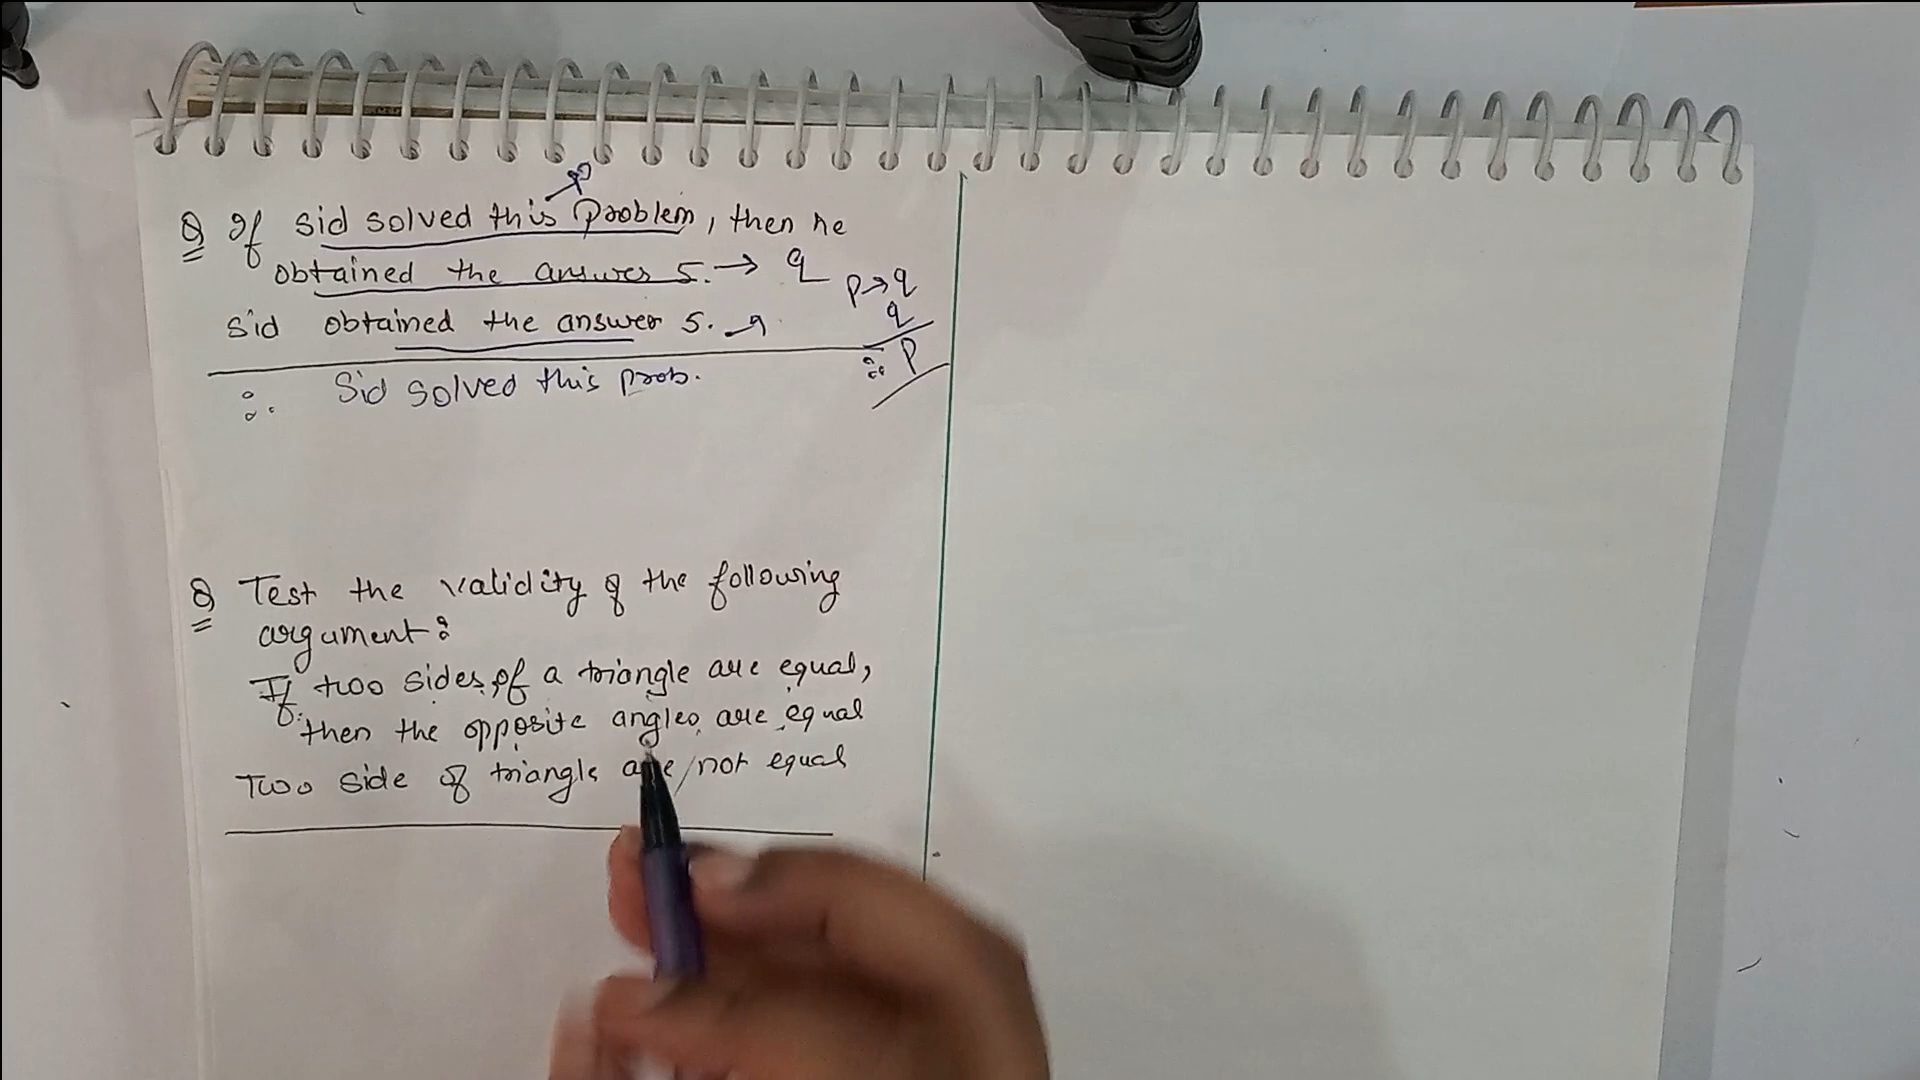 p
Q If sid solved this problem, then he
obtained the answer 5. → q
p→q
q
sid obtained the answer 5. → q
∴ p
∴ Sid solved this prob.
Q Test the validity of the following
argument:
If two sides of a triangle are equal,
then the opposite angles are equal
Two side of triangle are not equal